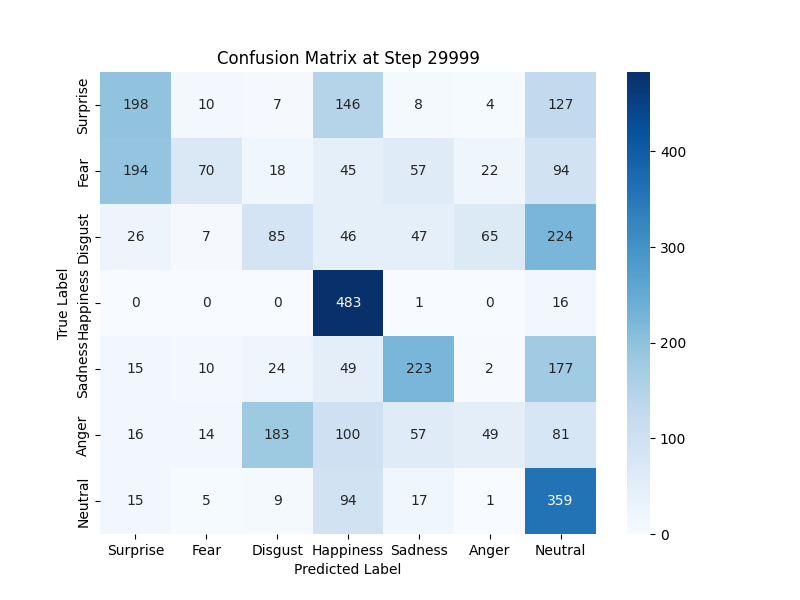 Confusion Matrix at Step 29999
Surprise 198 10 7 146 8 4 127
Fear 194 70 18 45 57 22 94
Disgust 26 7 85 46 47 65 224
Happiness 0 0 0 483 1 0 16
Sadness 15 10 24 49 223 2 177
Anger 16 14 183 100 57 49 81
Neutral 15 5 9 94 17 1 359
Surprise Fear Disgust Happiness Sadness Anger Neutral
Predicted Label
True Label
400
300
200
100
0